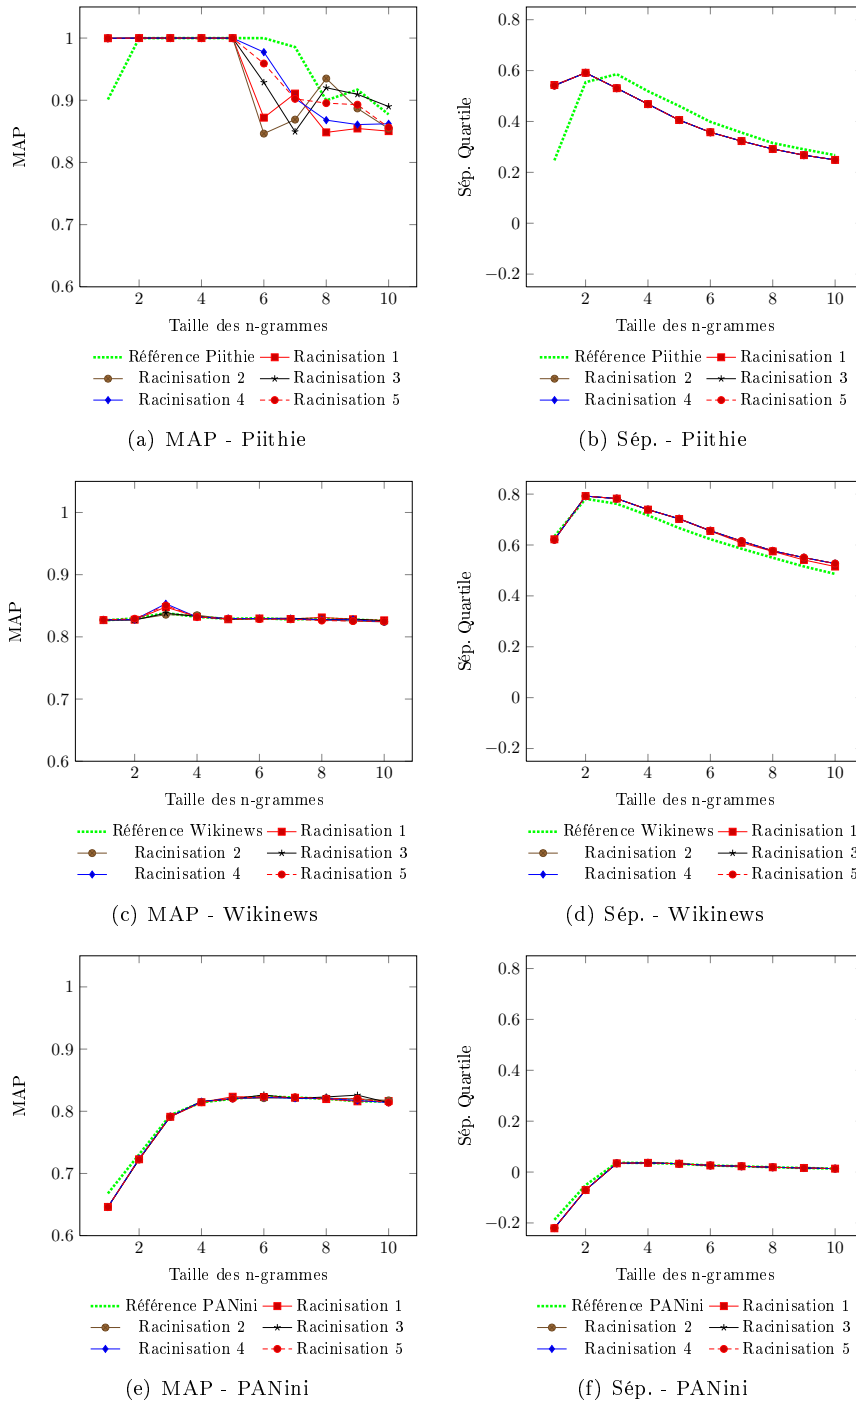 1
0.9
0.8
0.7
0.6
MAP
2 4 6 8 10
Taille des n-grammes
Référence Piithie Racinisation 1
Racinisation 2 Racinisation 3
Racinisation 4 Racinisation 5
(a) MAP - Piithie
0.8
0.6
0.4
0.2
0
−0.2
Sép. Quartile
2 4 6 8 10
Taille des n-grammes
Référence Piithie Racinisation 1
Racinisation 2 Racinisation 3
Racinisation 4 Racinisation 5
(b) Sép. - Piithie
1
0.9
0.8
0.7
0.6
MAP
2 4 6 8 10
Taille des n-grammes
Référence Wikinews Racinisation 1
Racinisation 2 Racinisation 3
Racinisation 4 Racinisation 5
(c) MAP - Wikinews
0.8
0.6
0.4
0.2
0
−0.2
Sép. Quartile
2 4 6 8 10
Taille des n-grammes
Référence Wikinews Racinisation 1
Racinisation 2 Racinisation 3
Racinisation 4 Racinisation 5
(d) Sép. - Wikinews
1
0.9
0.8
0.7
0.6
MAP
2 4 6 8 10
Taille des n-grammes
Référence PANini Racinisation 1
Racinisation 2 Racinisation 3
Racinisation 4 Racinisation 5
(e) MAP - PANini
0.8
0.6
0.4
0.2
0
−0.2
Sép. Quartile
2 4 6 8 10
Taille des n-grammes
Référence PANini Racinisation 1
Racinisation 2 Racinisation 3
Racinisation 4 Racinisation 5
(f) Sép. - PANini